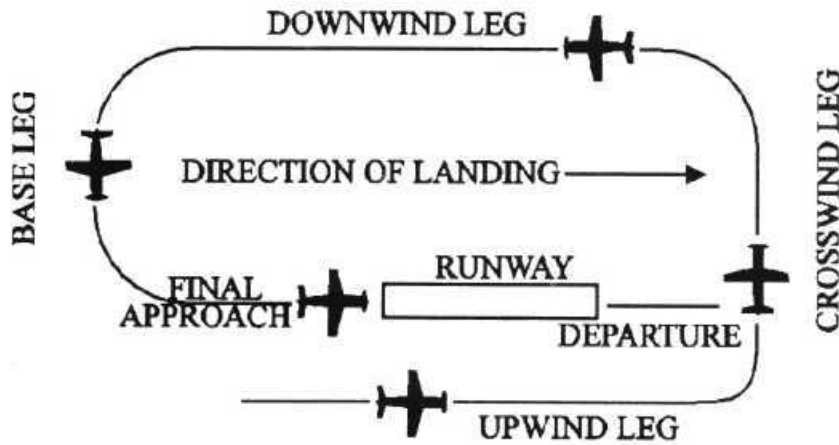 DOWNWIND LEG
BASE LEG
CROSSWIND LEG
DIRECTION OF LANDING
RUNWAY
FINAL
APPROACH
DEPARTURE
UPWIND LEG